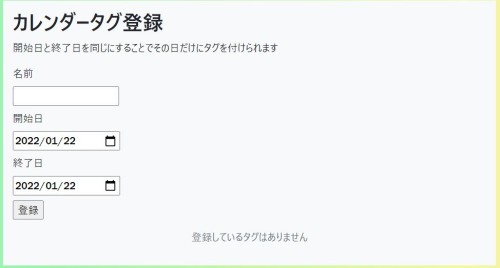 カレンダータグ登録
開始日と終了日を同じにすることでその日だけにタグを付けられます
名前
開始日
2022/01/22
終了日
2022/01/22
登録
登録しているタグはありません